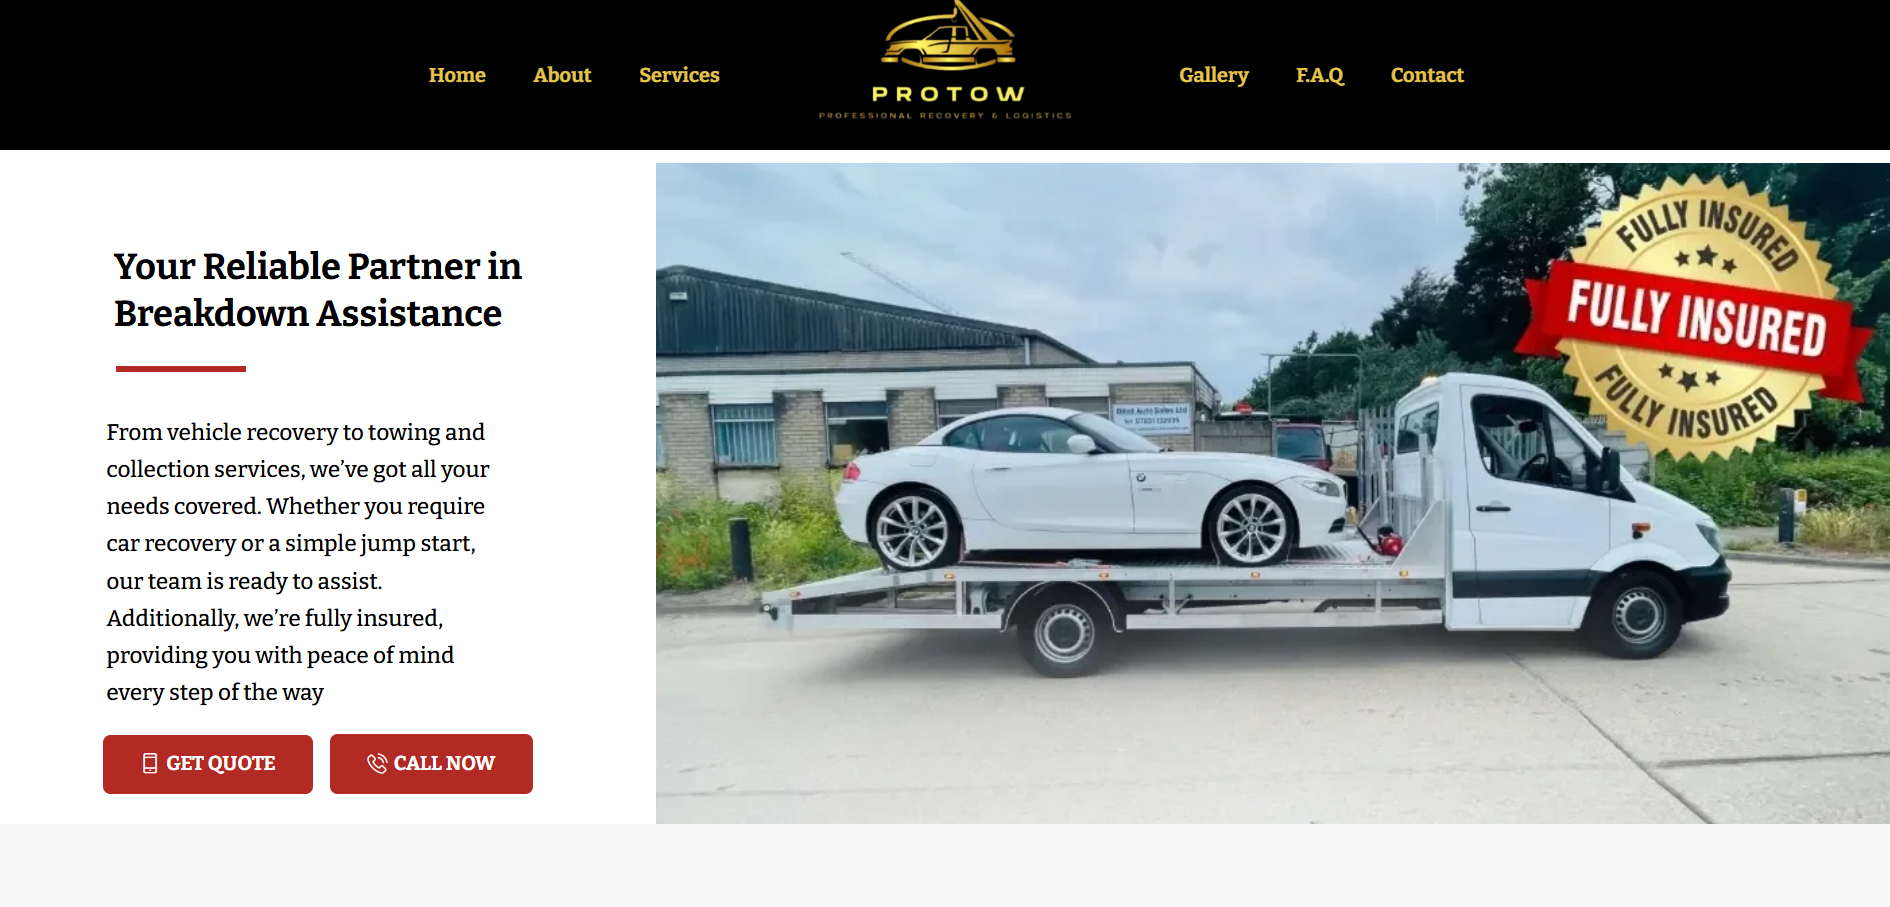 Home
About
Services
PROTOW
PROFESSIONAL RECOVERY & LOGISTICS
Gallery
F.A.Q
Contact
Your Reliable Partner in
Breakdown Assistance
From vehicle recovery to towing and
collection services, we’ve got all your
needs covered. Whether you require
car recovery or a simple jump start,
our team is ready to assist.
Additionally, we’re fully insured,
providing you with peace of mind
every step of the way
GET QUOTE
CALL NOW
FULLY INSURED
FULLY INSURED
FULLY INSURED
Auto Sales Ltd